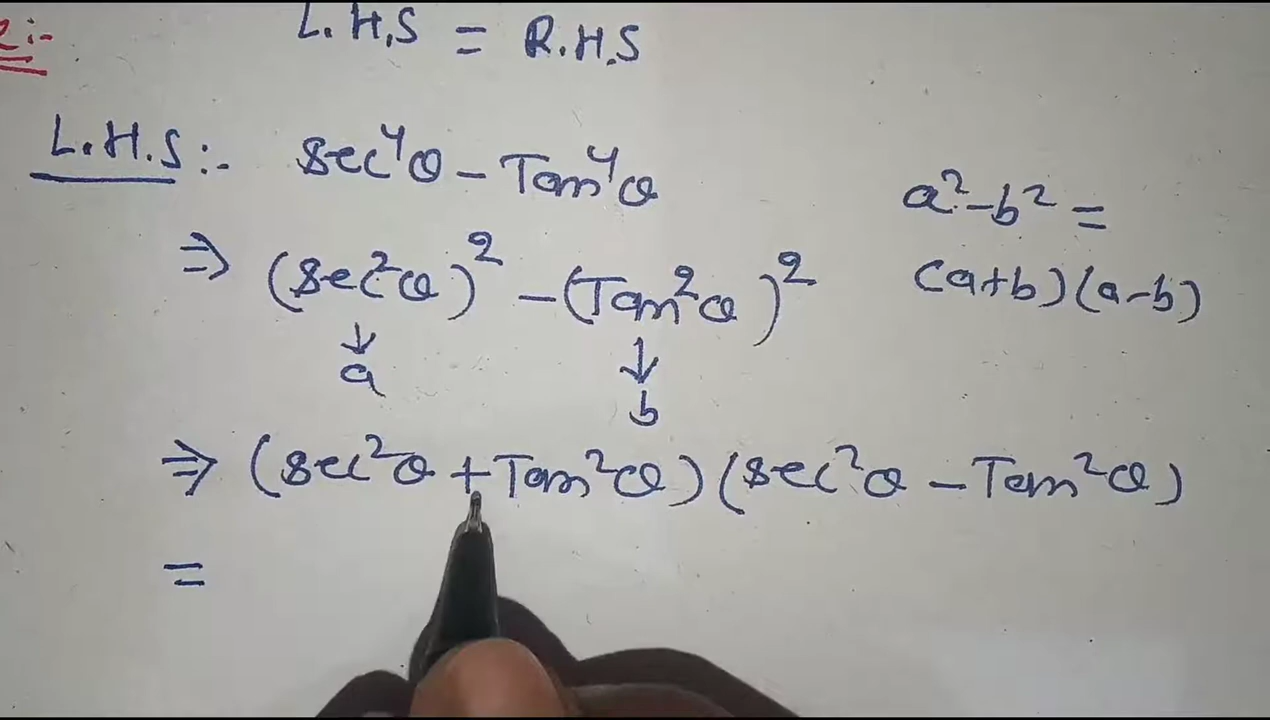 L.H.S = R.H.S
L.H.S:- sec⁴θ - Tan⁴θ
a² - b² =
⇒ (sec²θ)² - (Tan²θ)²
(a+b)(a-b)
↓ ↓
a b
⇒ (sec²θ + Tan²θ)(sec²θ - Tan²θ)
=